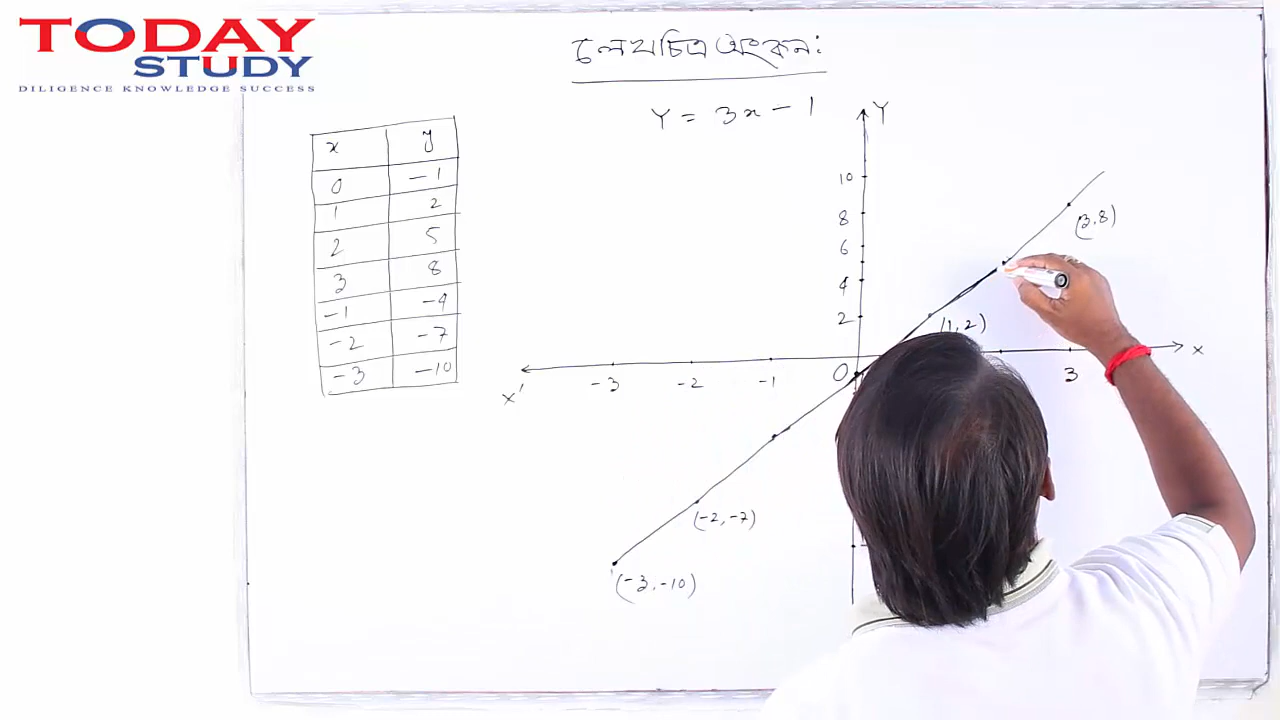 TODAY
STUDY
DILIGENCE KNOWLEDGE SUCCESS
লেখচিত্র অংকন:
Y = 3x - 1
x y
0 -1
1 2
2 5
3 8
-1 -4
-2 -7
-3 -10
Y
10
8
6
4
2
(3,8)
(1,2)
X' -3 -2 -1 O 3 X
(-2,-7)
(-3,-10)